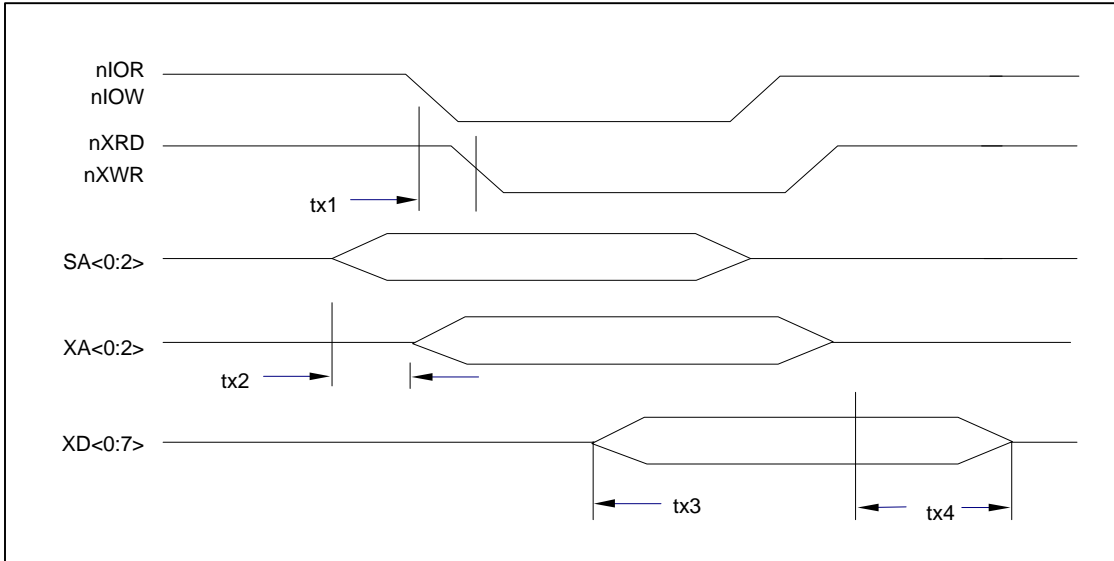 nIOR
nIOW
nXRD
nXWR
tx1
SA<0:2>
XA<0:2>
tx2
XD<0:7>
tx3
tx4